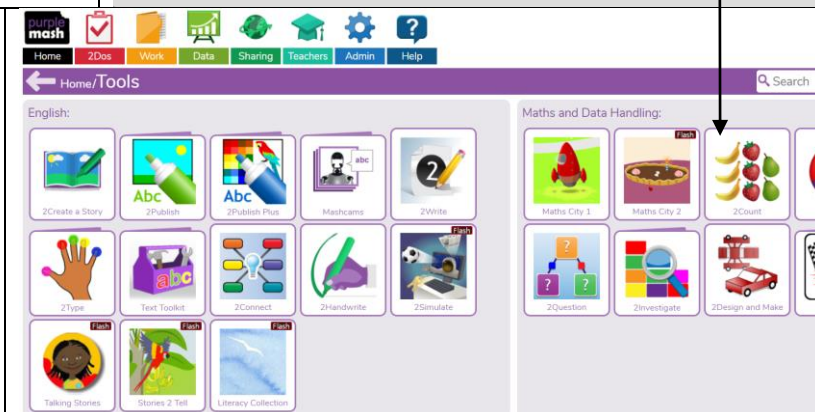 purple
mash
Home 2Dos Work Data Sharing Teachers Admin Help
Home/Tools
Search
English:
Maths and Data Handling:
Flash
Abc Abc abc 2
2Create a Story 2Publish 2Publish Plus Mashcams 2Write
Maths City 1 Maths City 2 2Count
Flash
abc
? ? ?
2Type Text Toolkit 2Connect 2Handwrite 2Simulate
2Question 2Investigate 2Design and Make
Flash Flash Flash
Talking Stories Stories 2 Tell Literacy Collection